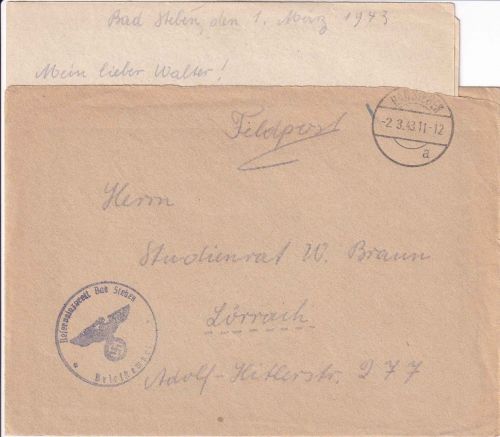 Bad Steben, den 1. März 1943
Mein lieber Walter!
Feldpost
-2.3.43.11-12
a
Herrn
Studienrat W. Braun
Lörrach
Adolf-Hitlerstr. 277
Reservelazarett Bad Steben
Briefstempel